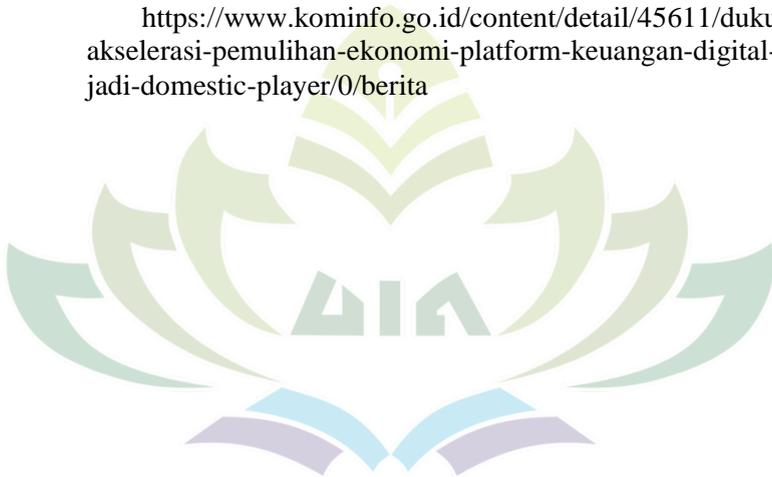 https://www.kominfo.go.id/content/detail/45611/duku
akselerasi-pemulihan-ekonomi-platform-keuangan-digital-
jadi-domestic-player/0/berita
UIN